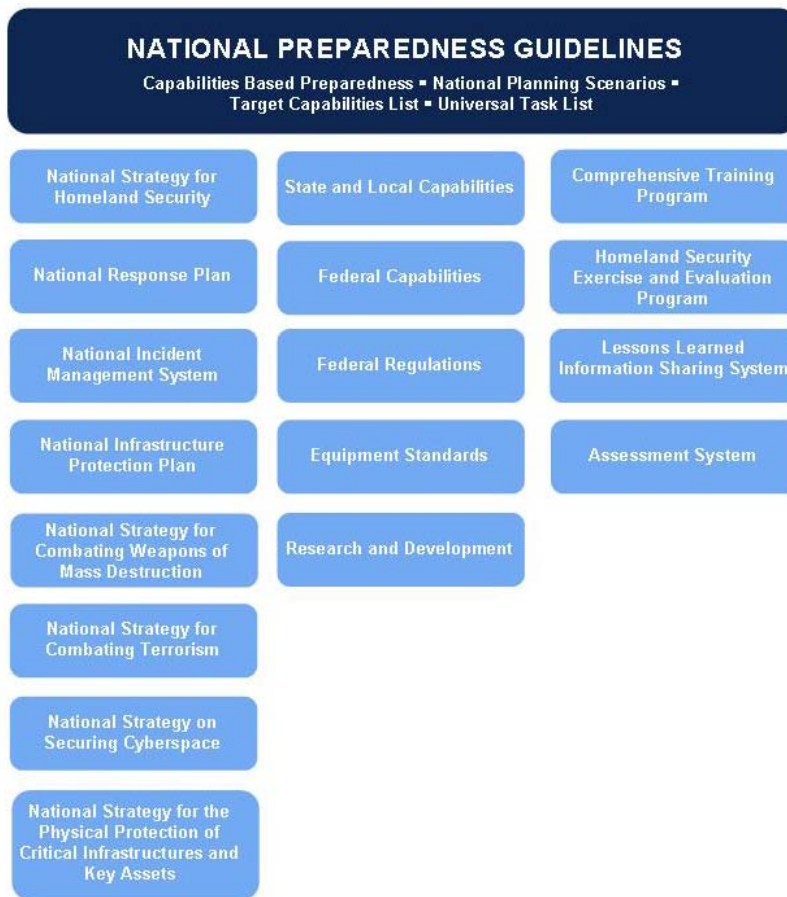 NATIONAL PREPAREDNESS GUIDELINES
Capabilities Based Preparedness ▪ National Planning Scenarios ▪
Target Capabilities List ▪ Universal Task List
National Strategy for
Homeland Security
National Response Plan
National Incident
Management System
National Infrastructure
Protection Plan
National Strategy for
Combating Weapons of
Mass Destruction
National Strategy for
Combating Terrorism
National Strategy on
Securing Cyberspace
National Strategy for the
Physical Protection of
Critical Infrastructures and
Key Assets
State and Local Capabilities
Federal Capabilities
Federal Regulations
Equipment Standards
Research and Development
Comprehensive Training
Program
Homeland Security
Exercise and Evaluation
Program
Lessons Learned
Information Sharing System
Assessment System